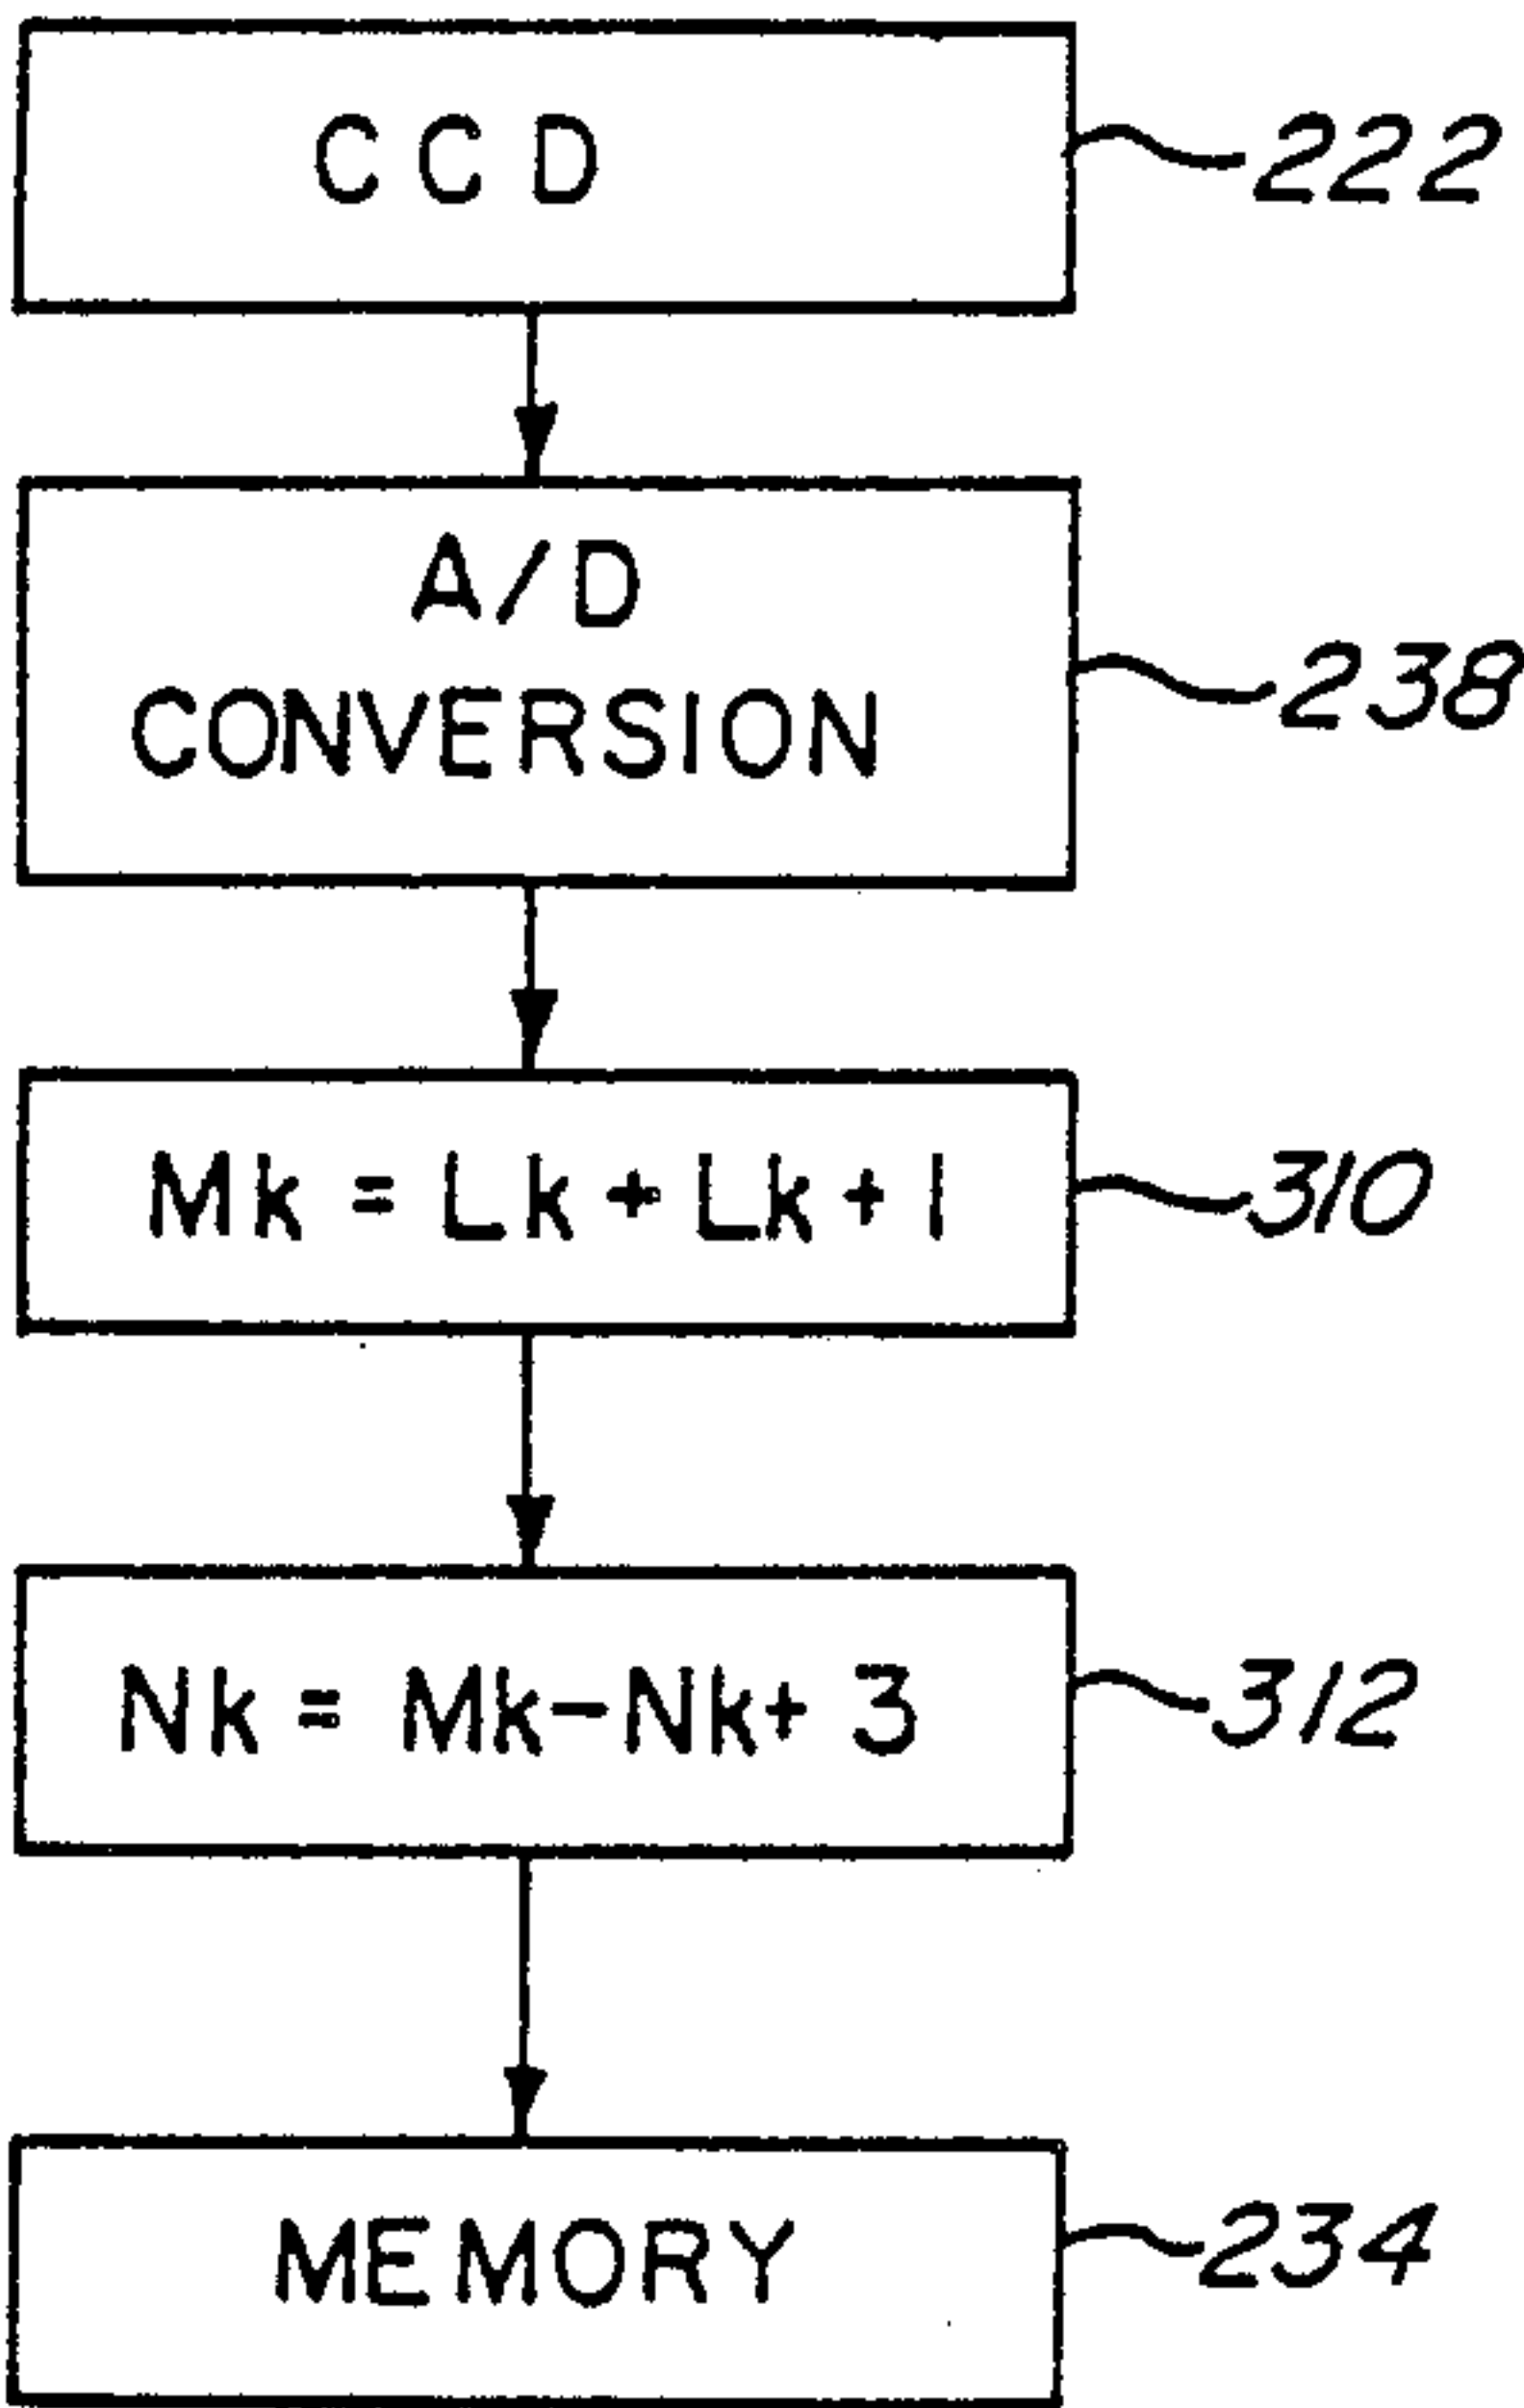 CCD 222
A/D
CONVERSION 238
Mk = Lk + Lk + 1 310
Nk = Mk - Nk + 3 312
MEMORY 234